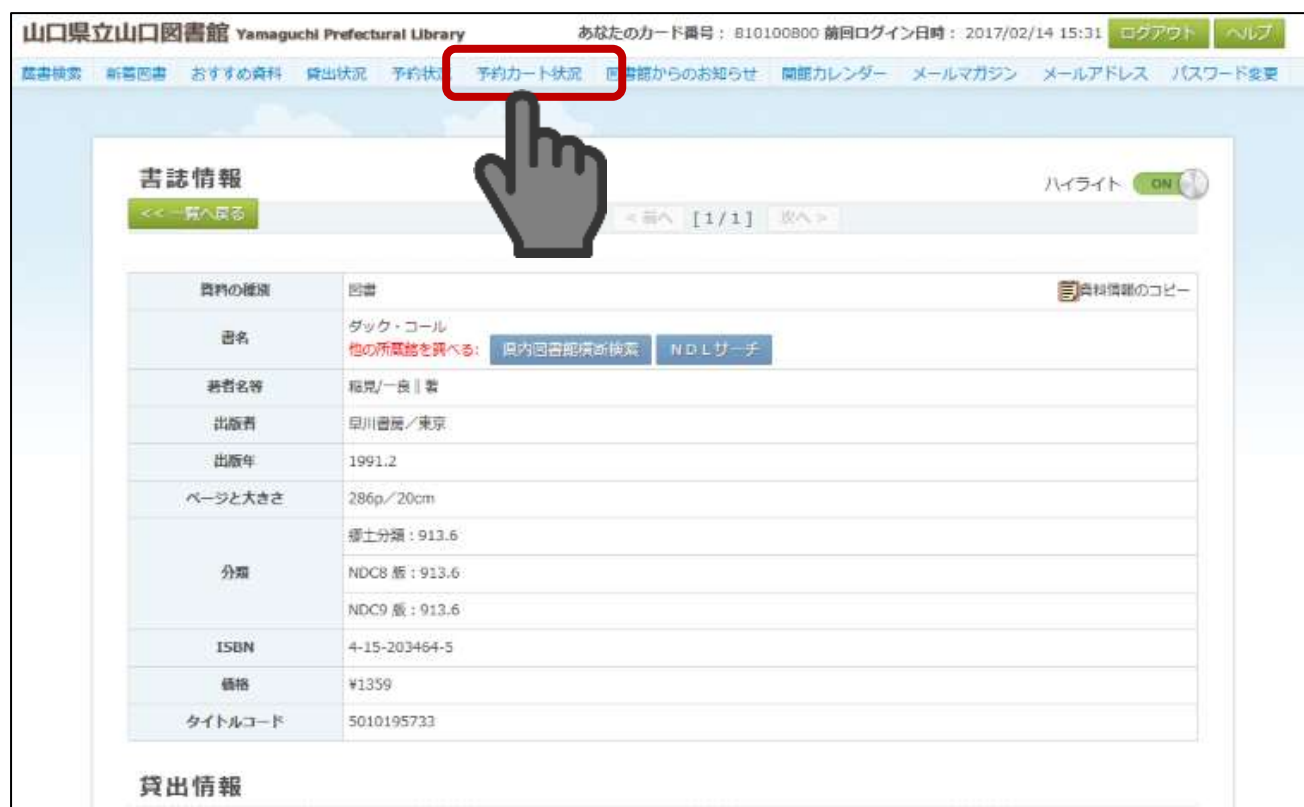 山口県立山口図書館 Yamaguchi Prefectural Library あなたのカード番号： 810100800 前回ログイン日時： 2017/02/14 15:31 ログアウト ヘルプ
蔵書検索 新着図書 おすすめ資料 貸出状況 予約状況 予約カート状況 図書館からのお知らせ 開館カレンダー メールマガジン メールアドレス パスワード変更
書誌情報
ハイライト ON
<< 一覧へ戻る
<前へ [1/1] 次へ>
資料の種別 図書 資料情報のコピー
書名 ダック・コール
他の所蔵館を調べる: 県内図書館横断検索 NDLサーチ
著者名等 稲見/一良‖著
出版者 早川書房／東京
出版年 1991.2
ページと大きさ 286p／20cm
分類 郷土分類：913.6
NDC8 版：913.6
NDC9 版：913.6
ISBN 4-15-203464-5
価格 ¥1359
タイトルコード 5010195733
貸出情報